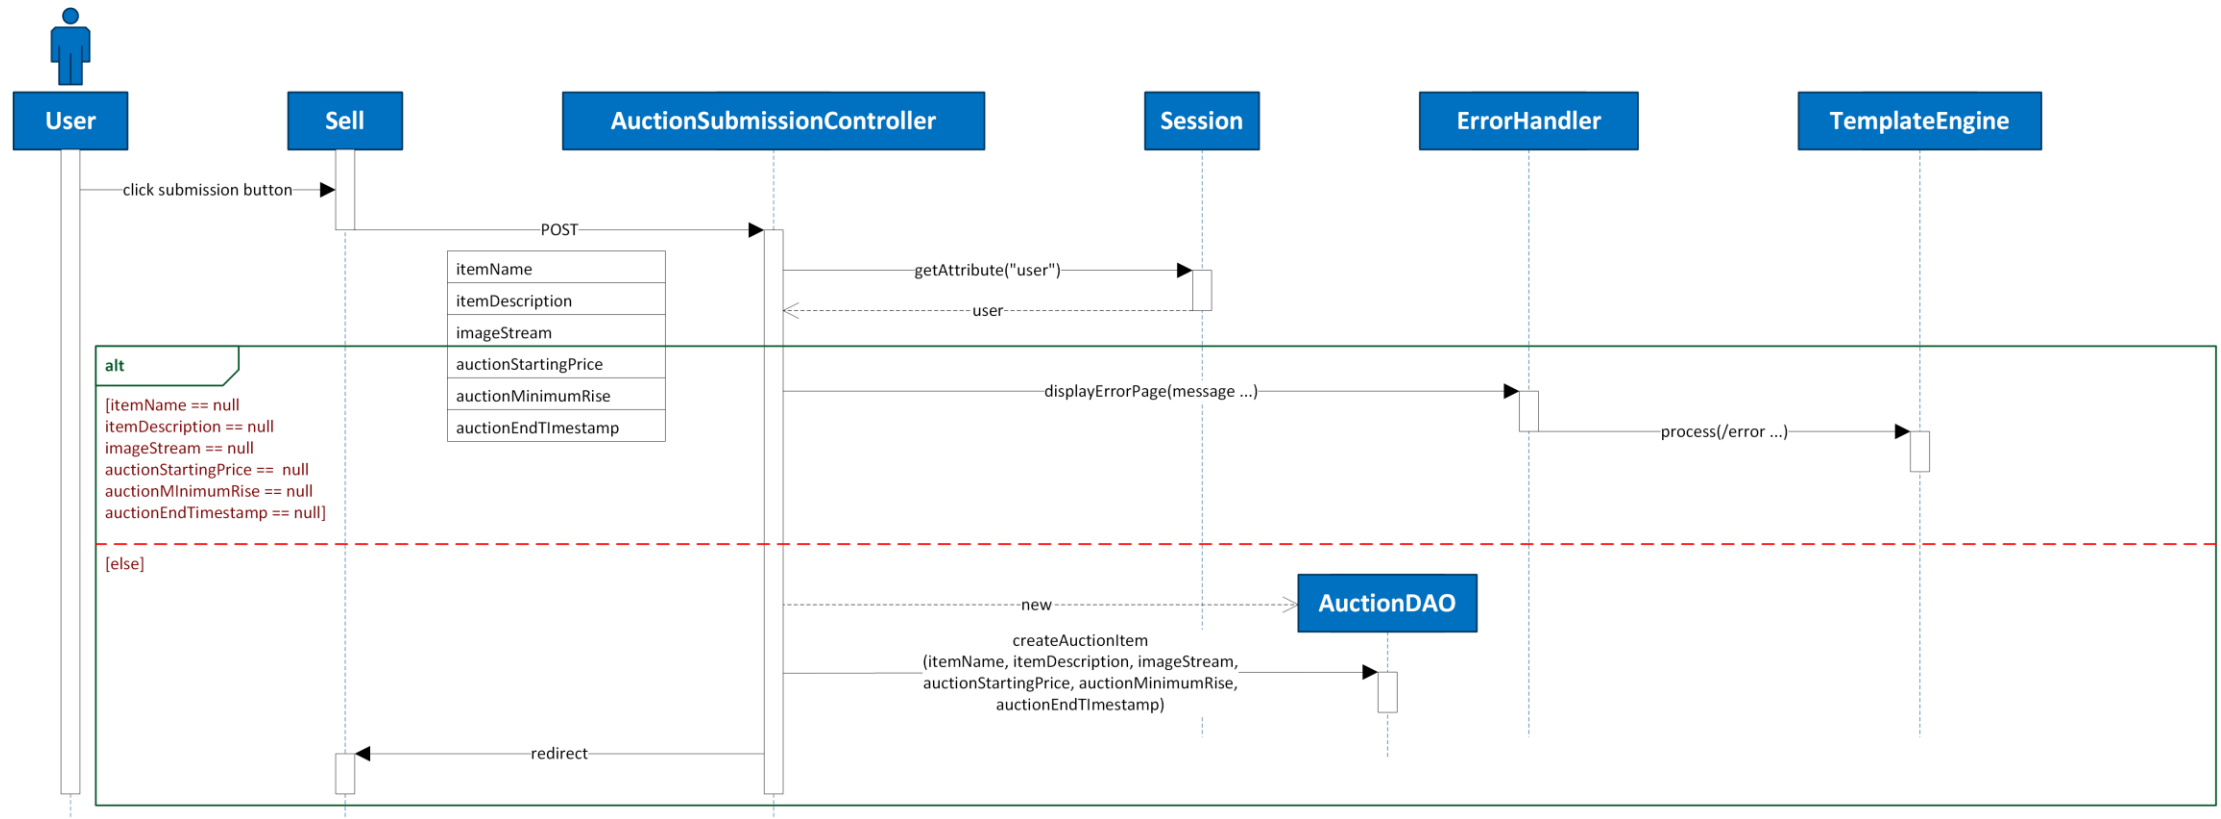 User
Sell
AuctionSubmissionController
Session
ErrorHandler
TemplateEngine
click submission button
POST
itemName
itemDescription
imageStream
auctionStartingPrice
auctionMinimumRise
auctionEndTImestamp
getAttribute("user")
user
alt
[itemName == null
itemDescription == null
imageStream == null
auctionStartingPrice ==  null
auctionMInimumRise == null
auctionEndTimestamp == null]
displayErrorPage(message ...)
process(/error ...)
[else]
new
AuctionDAO
createAuctionItem
(itemName, itemDescription, imageStream,
auctionStartingPrice, auctionMinimumRise,
auctionEndTImestamp)
redirect